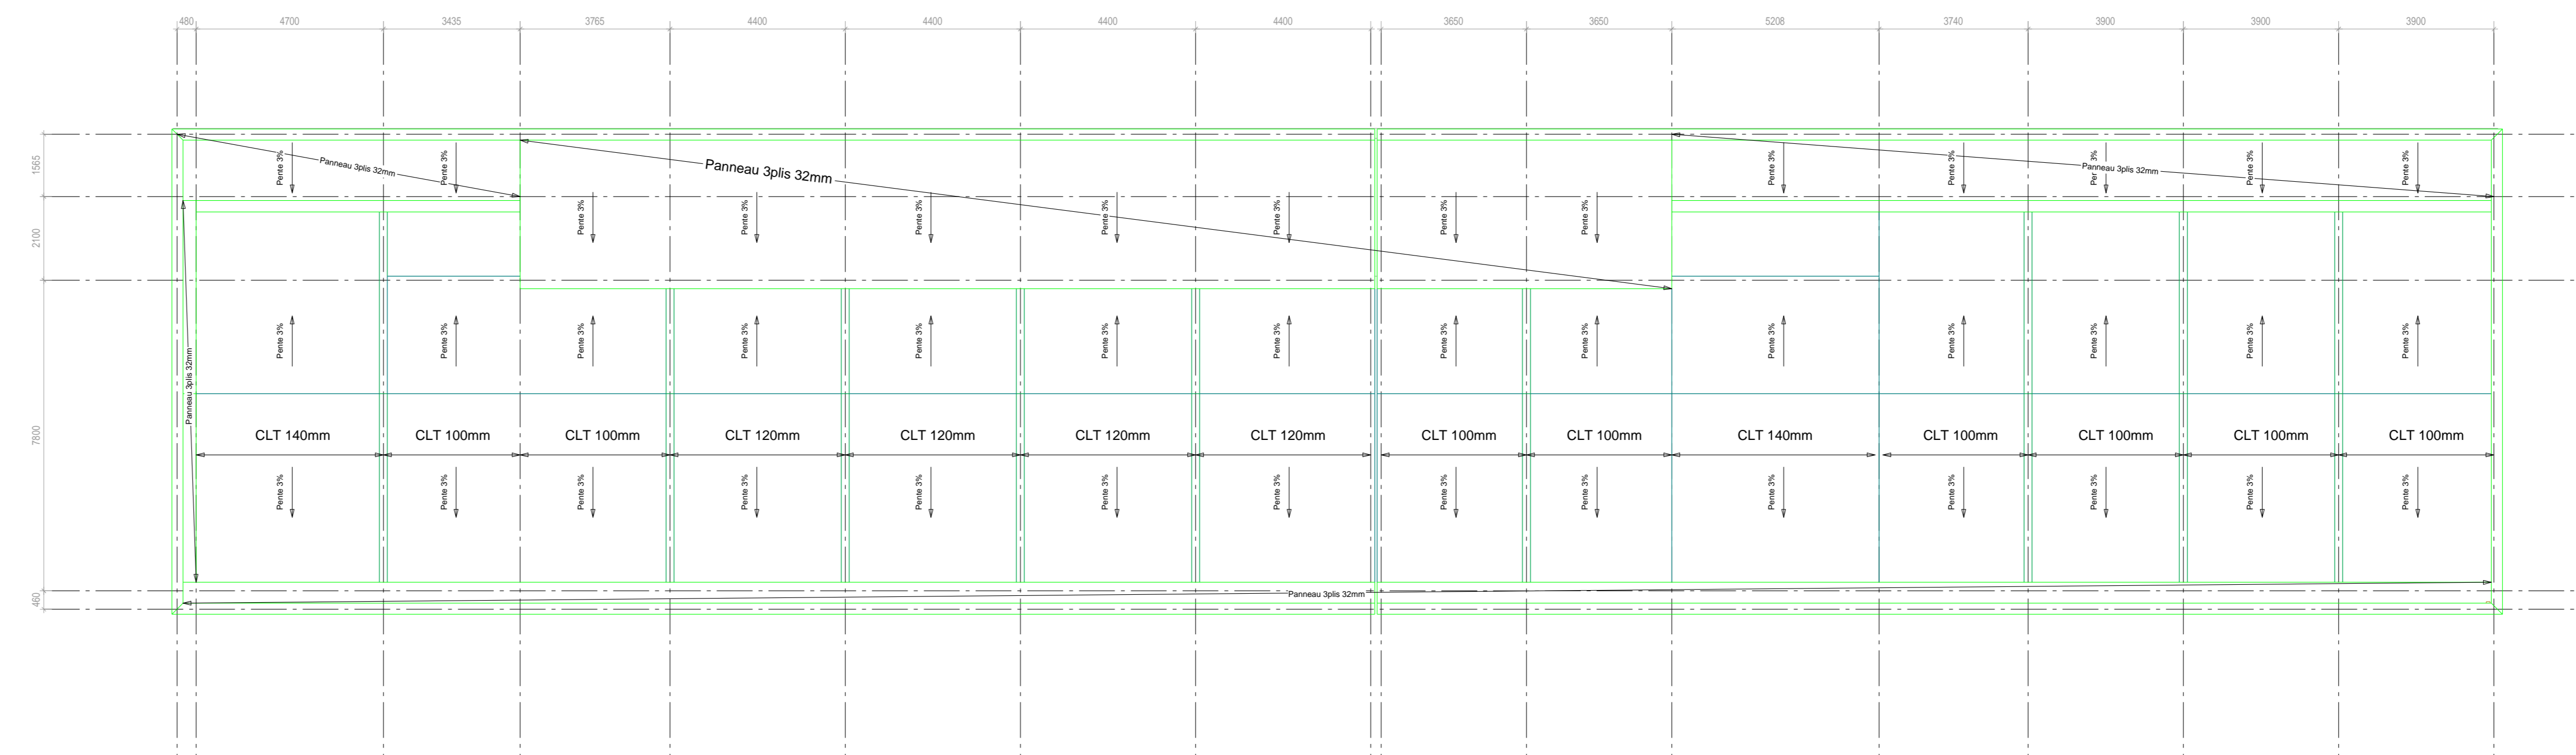 480 4700 3435 3765 4400 4400 4400 4400 3650 3650 5208 3740 3900 3900 3900
1565
2100
7800
460
Pente 3% Pente 3% Pente 3% Pente 3% Pente 3% Pente 3% Pente 3%
Panneau 3plis 32mm
Panneau 3plis 32mm
Panneau 3plis 32mm
Pente 3% Pente 3% Pente 3% Pente 3% Pente 3% Pente 3% Pente 3%
Pente 3% Pente 3% Pente 3% Pente 3% Pente 3% Pente 3% Pente 3% Pente 3% Pente 3% Pente 3% Pente 3% Pente 3% Pente 3% Pente 3%
Panneau 3plis 32mm
CLT 140mm CLT 100mm CLT 100mm CLT 120mm CLT 120mm CLT 120mm CLT 120mm CLT 100mm CLT 100mm CLT 140mm CLT 100mm CLT 100mm CLT 100mm CLT 100mm
Pente 3% Pente 3% Pente 3% Pente 3% Pente 3% Pente 3% Pente 3% Pente 3% Pente 3% Pente 3% Pente 3% Pente 3% Pente 3% Pente 3%
Panneau 3plis 32mm